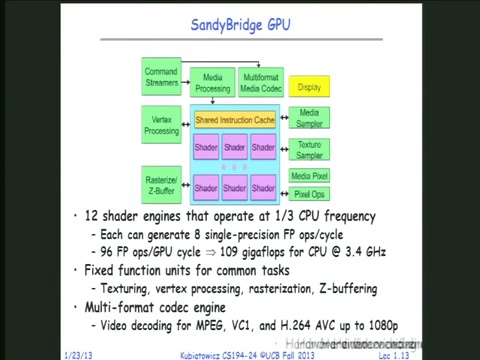 SandyBridge GPU
Command
Streamers
Media
Processing
Multiformat
Media Codec
Display
Vertex
Processing
Shared Instruction Cache
Media
Sampler
Shader Shader Shader
Texture
Sampler
Media Pixel
Rasterize/
Z-Buffer
Shader Shader Shader
Pixel Ops
• 12 shader engines that operate at 1/3 CPU frequency
– Each can generate 8 single-precision FP ops/cycle
– 96 FP ops/GPU cycle ⇒ 109 gigaflops for CPU @ 3.4 GHz
• Fixed function units for common tasks
– Texturing, vertex processing, rasterization, Z-buffering
• Multi-format codec engine
– Video decoding for MPEG, VC1, and H.264 AVC up to 1080p
1/23/13 Kubiatowicz CS194-24 ©UCB Fall 2013 Lec 1.13